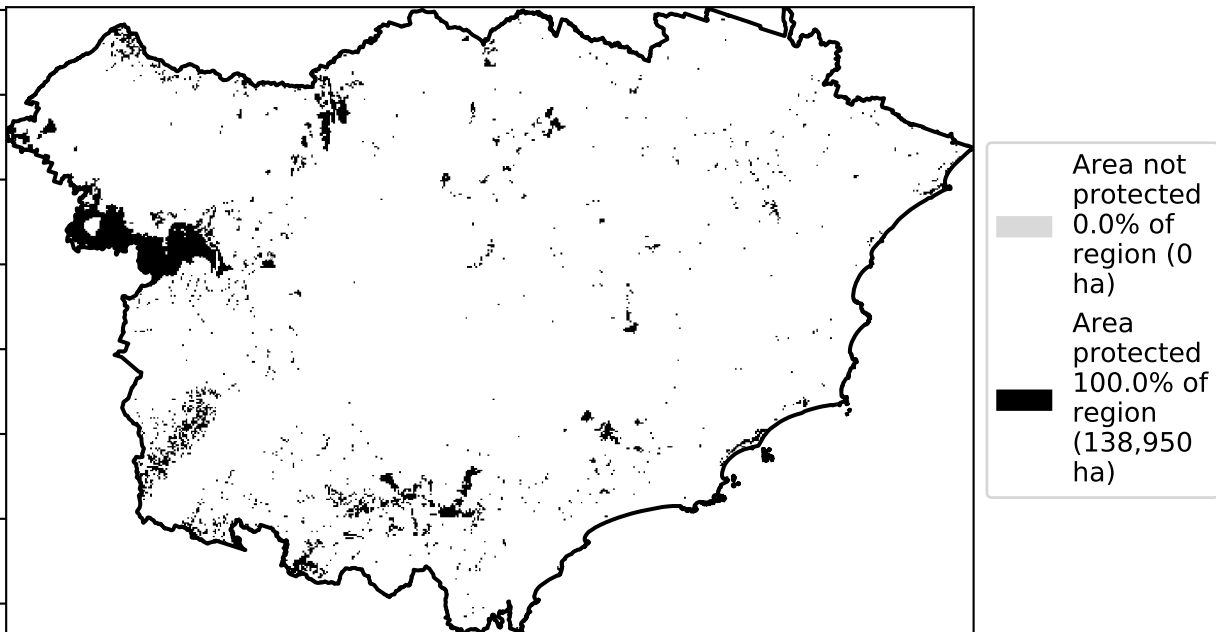 Area not
protected
0.0% of
region (0
ha)
Area
protected
100.0% of
region
(138,950
ha)